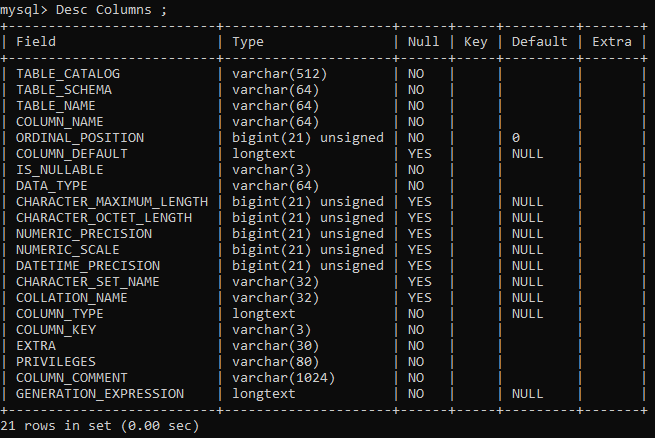 mysql> Desc Columns ;
+--------------------------+---------------------+------+-----+---------+-------+
| Field                    | Type                | Null | Key | Default | Extra |
+--------------------------+---------------------+------+-----+---------+-------+
| TABLE_CATALOG            | varchar(512)        | NO   |     |         |       |
| TABLE_SCHEMA             | varchar(64)         | NO   |     |         |       |
| TABLE_NAME               | varchar(64)         | NO   |     |         |       |
| COLUMN_NAME              | varchar(64)         | NO   |     |         |       |
| ORDINAL_POSITION         | bigint(21) unsigned | NO   |     | 0       |       |
| COLUMN_DEFAULT           | longtext            | YES  |     | NULL    |       |
| IS_NULLABLE              | varchar(3)          | NO   |     |         |       |
| DATA_TYPE                | varchar(64)         | NO   |     |         |       |
| CHARACTER_MAXIMUM_LENGTH | bigint(21) unsigned | YES  |     | NULL    |       |
| CHARACTER_OCTET_LENGTH   | bigint(21) unsigned | YES  |     | NULL    |       |
| NUMERIC_PRECISION        | bigint(21) unsigned | YES  |     | NULL    |       |
| NUMERIC_SCALE            | bigint(21) unsigned | YES  |     | NULL    |       |
| DATETIME_PRECISION       | bigint(21) unsigned | YES  |     | NULL    |       |
| CHARACTER_SET_NAME       | varchar(32)         | YES  |     | NULL    |       |
| COLLATION_NAME           | varchar(32)         | YES  |     | NULL    |       |
| COLUMN_TYPE              | longtext            | NO   |     | NULL    |       |
| COLUMN_KEY               | varchar(3)          | NO   |     |         |       |
| EXTRA                    | varchar(30)         | NO   |     |         |       |
| PRIVILEGES               | varchar(80)         | NO   |     |         |       |
| COLUMN_COMMENT           | varchar(1024)       | NO   |     |         |       |
| GENERATION_EXPRESSION    | longtext            | NO   |     | NULL    |       |
+--------------------------+---------------------+------+-----+---------+-------+
21 rows in set (0.00 sec)